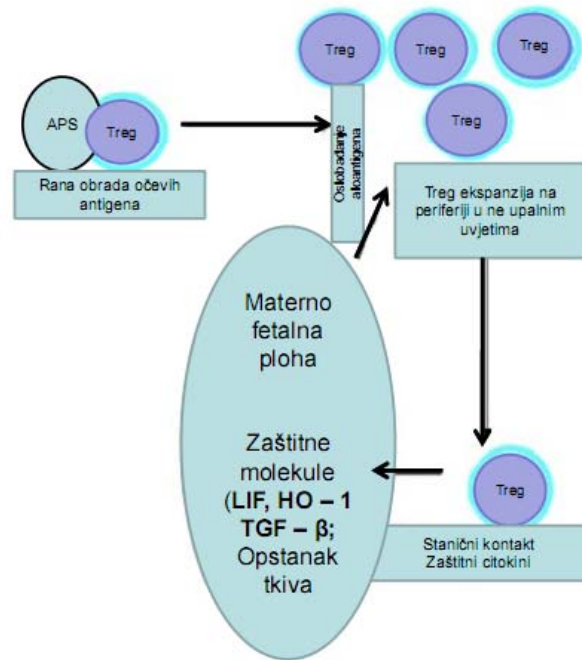 Treg
Treg
Treg
Treg
APS
Treg
Rana obrada očevih
antigena
Oslobađanje
aloantigena
Treg ekspanzija na
periferiji u ne upalnim
uvjetima
Materno
fetalna
ploha
Zaštitne
molekule
(LIF, HO – 1
TGF – β;
Opstanak
tkiva
Treg
Stanični kontakt
Zaštitni citokini